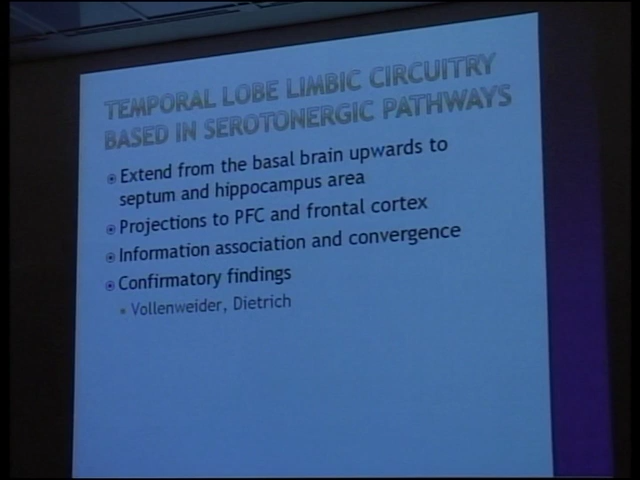 TEMPORAL LOBE LIMBIC CIRCUITRY
BASED IN SEROTONERGIC PATHWAYS
Extend from the basal brain upwards to
septum and hippocampus area
Projections to PFC and frontal cortex
Information association and convergence
Confirmatory findings
Vollenweider, Dietrich